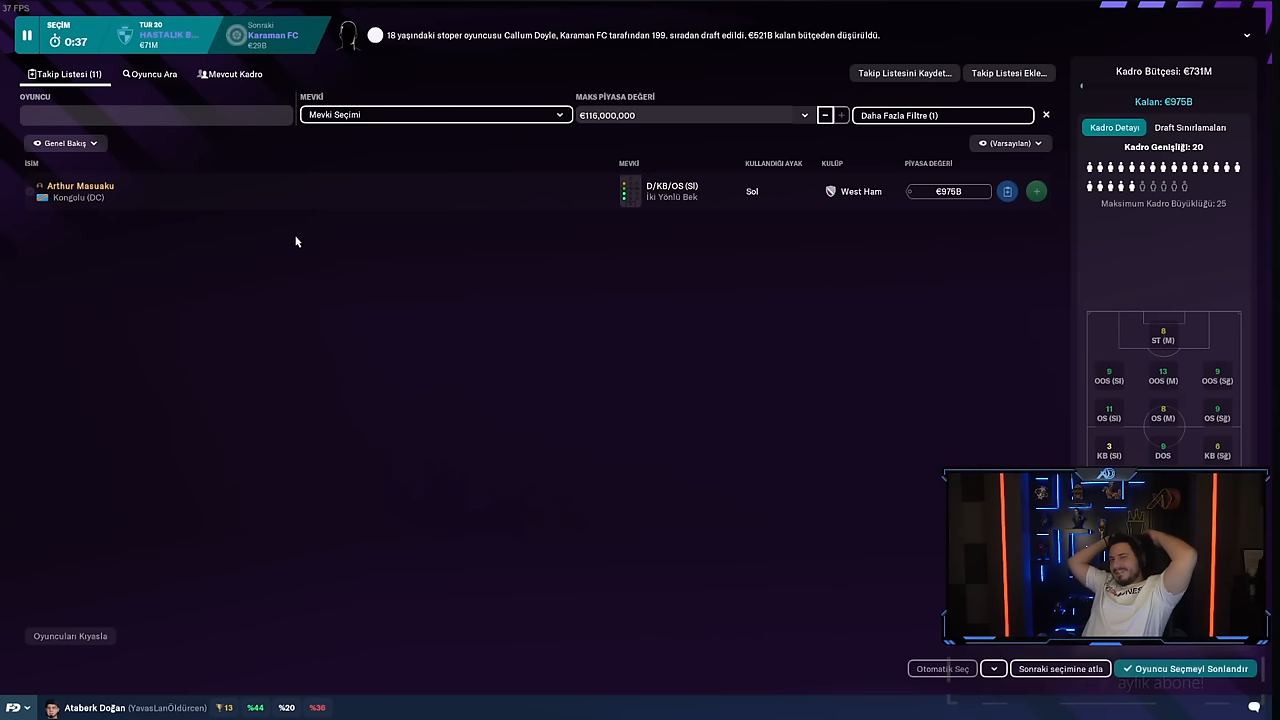 37 FPS
SEÇİM
0:37
TUR 20
HASTALIK B...
€71M
Sonraki
Karaman FC
€29B
18 yaşındaki stoper oyuncusu Callum Doyle, Karaman FC tarafından 199. sıradan draft edildi, €521B kalan bütçeden düşürüldü.
Takip Listesi (11)
Oyuncu Ara
Mevcut Kadro
Takip Listesini Kaydet...
Takip Listesi Ekle...
OYUNCU
MEVKİ
MAKS PİYASA DEĞERİ
Mevki Seçimi
€116,000,000
Daha Fazla Filtre (1)
Genel Bakış
(Varsayılan)
İSİM
MEVKİ
KULLANDIĞI AYAK
KULÜP
PİYASA DEĞERİ
Arthur Masuaku
Kongolu (DC)
D/KB/OS (Sl)
İki Yönlü Bek
Sol
West Ham
€975B
Kadro Bütçesi: €731M
Kalan: €975B
Kadro Detayı
Draft Sınırlamaları
Kadro Genişliği: 20
Maksimum Kadro Büyüklüğü: 25
8
ST (M)
9
OOS (Sl)
13
OOS (M)
9
OOS (Sğ)
11
OS (Sl)
8
OS (M)
9
OS (Sğ)
3
KB (Sl)
9
DOS
6
KB (Sğ)
Oyuncuları Kıyasla
Otomatik Seç
Sonraki seçimine atla
Oyuncu Seçmeyi Sonlandır
aylık abone!
Ataberk Doğan (YavasLanÖldürcen)
13
%44
%20
%36